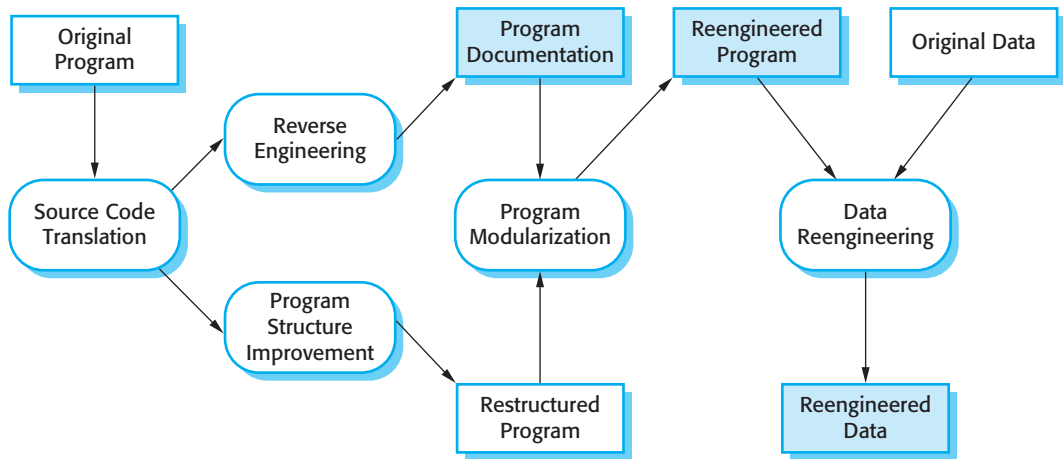 Original
Program
Program
Documentation
Reengineered
Program
Original Data
Reverse
Engineering
Source Code
Translation
Program
Modularization
Data
Reengineering
Program
Structure
Improvement
Restructured
Program
Reengineered
Data